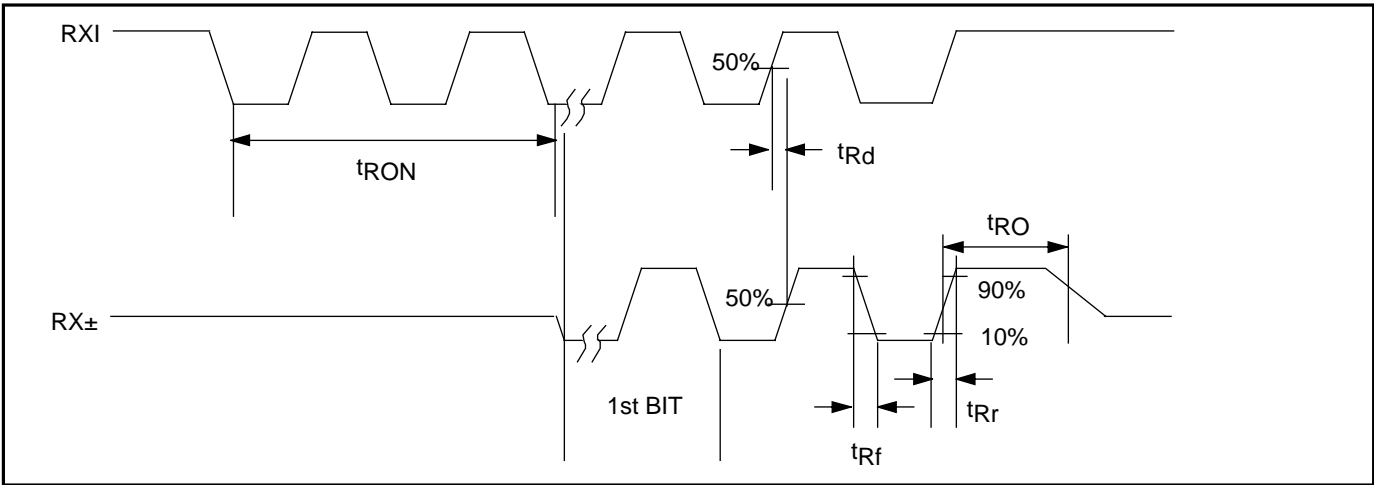 RXI
50%
tRd
tRON
tRO
50%
90%
RX±
10%
1st BIT
tRr
tRf